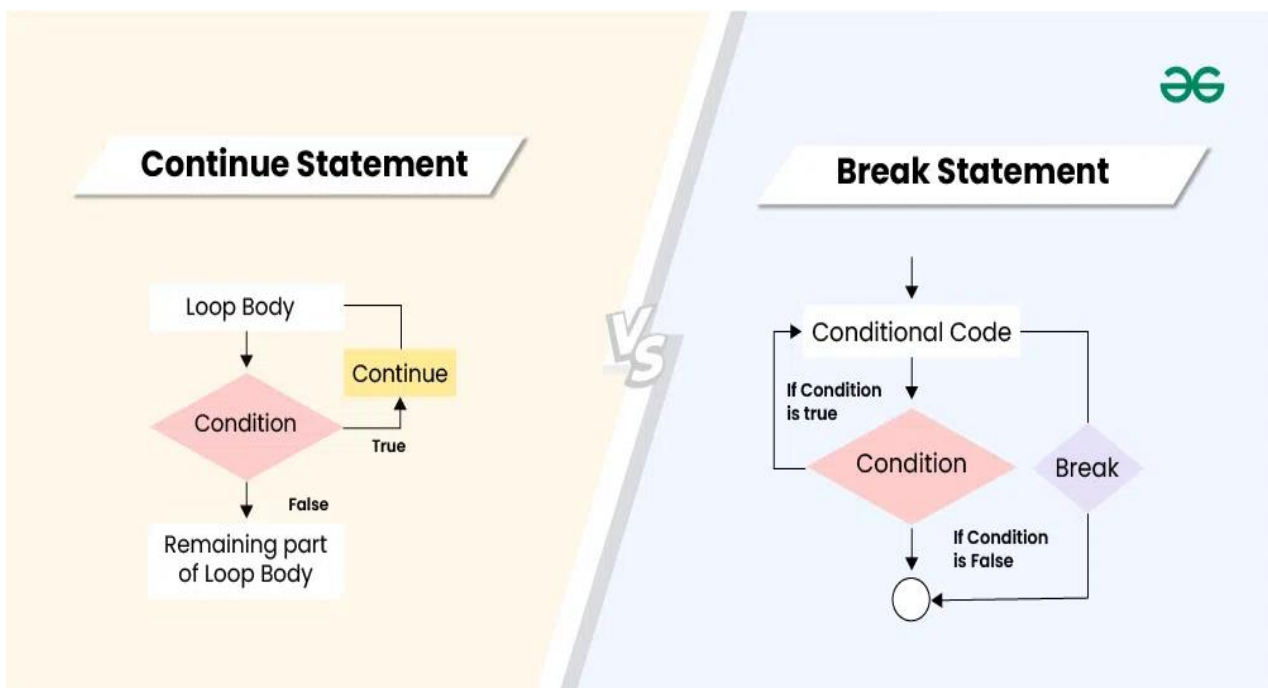 Continue Statement
Loop Body
Continue
Condition
True
False
Remaining part
of Loop Body
VS
Break Statement
Conditional Code
If Condition
is true
Condition
Break
If Condition
is False